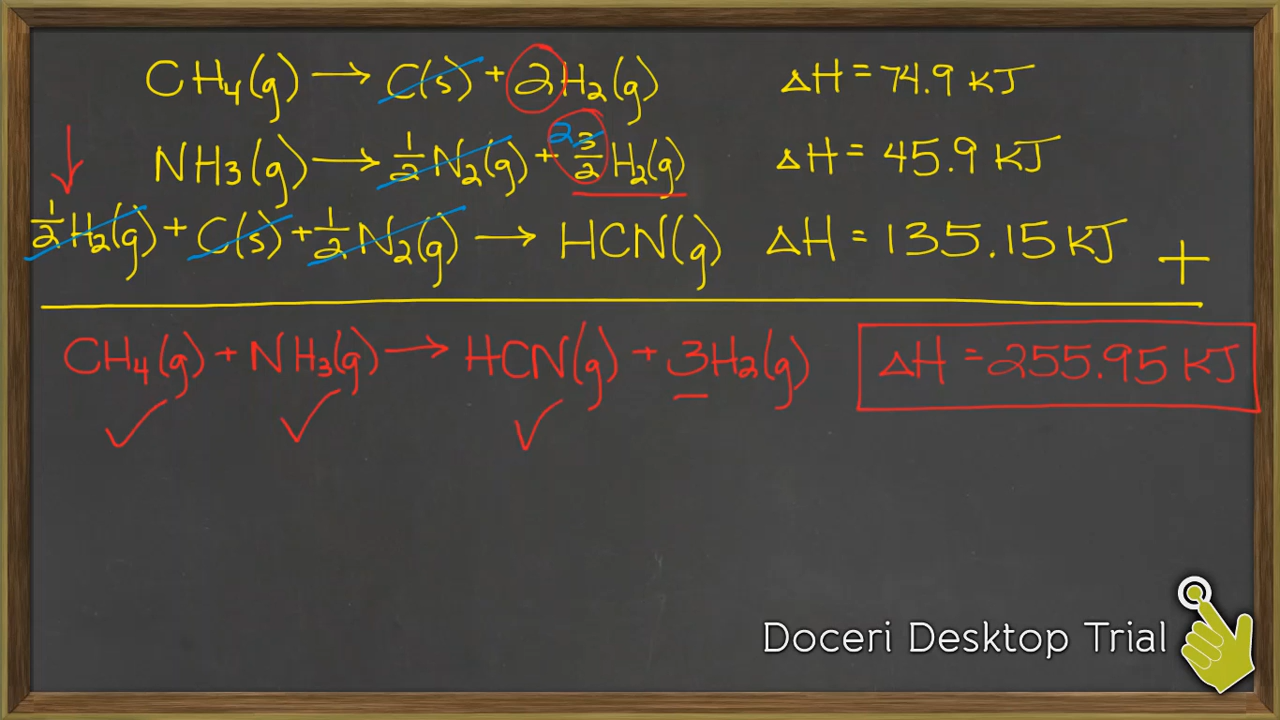 CH₄(g) → C(s) + 2H₂(g) ΔH = 74.9 KJ
NH₃(g) → 1/2 N₂(g) + 2 3/2 H₂(g) ΔH = 45.9 KJ
1/2 H₂(g) + C(s) + 1/2 N₂(g) → HCN(g) ΔH = 135.15 KJ +
CH₄(g) + NH₃(g) → HCN(g) + 3H₂(g) ΔH = 255.95 KJ
Doceri Desktop Trial